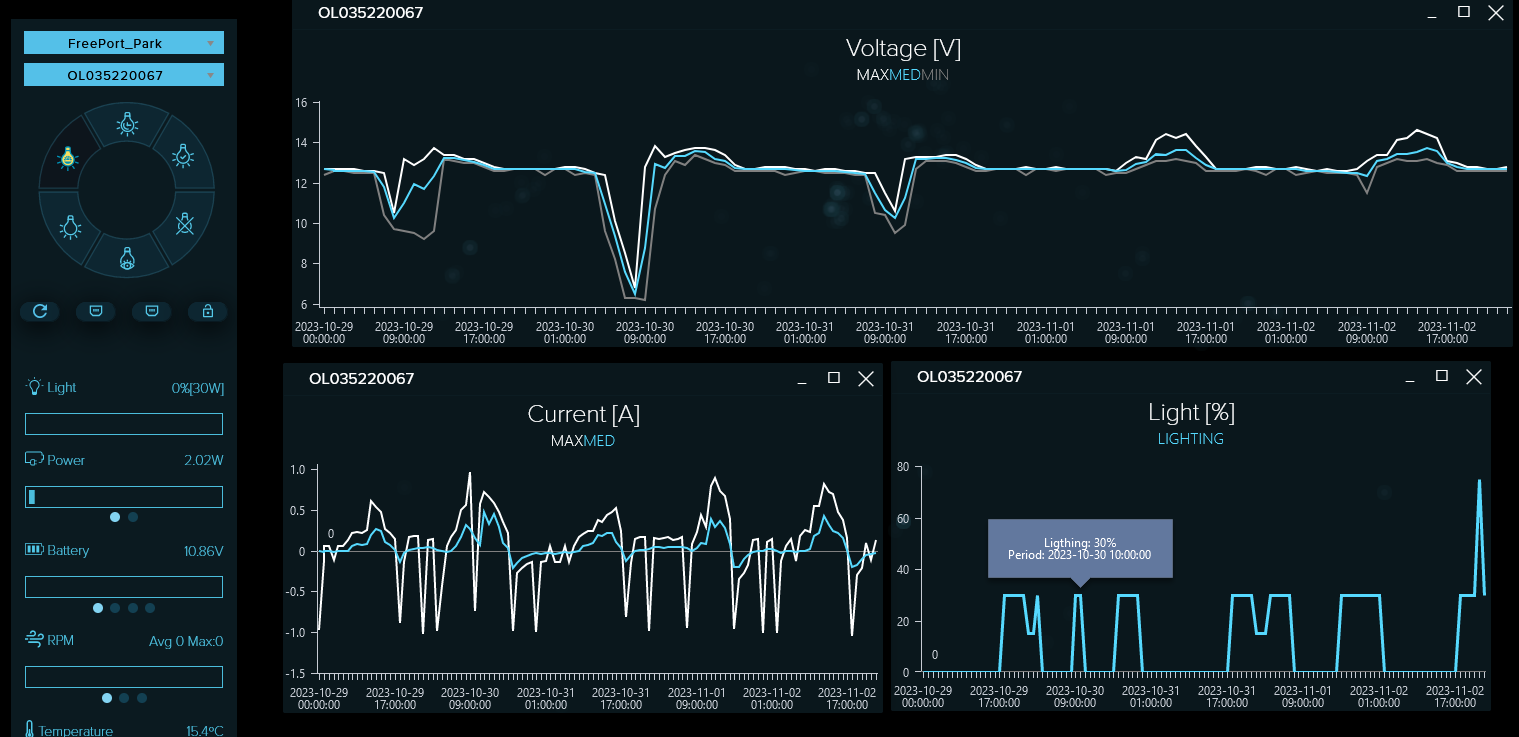 FreePort_Park
OL035220067
Light 0%[30W]
Power 2.02W
Battery 10.86V
RPM Avg 0 Max:0
Temperature 15.4ºC
OL035220067
Voltage [V]
MAXMEDMIN
16
14
12
10
8
6
2023-10-29 2023-10-29 2023-10-29 2023-10-30 2023-10-30 2023-10-30 2023-10-31 2023-10-31 2023-10-31 2023-11-01 2023-11-01 2023-11-01 2023-11-02 2023-11-02 2023-11-02
00:00:00 09:00:00 17:00:00 01:00:00 09:00:00 17:00:00 01:00:00 09:00:00 17:00:00 01:00:00 09:00:00 17:00:00 01:00:00 09:00:00 17:00:00
OL035220067
Current [A]
MAXMED
1.0
0.5
0
0
-0.5
-1.0
-1.5
2023-10-29 2023-10-29 2023-10-30 2023-10-31 2023-10-31 2023-11-01 2023-11-02 2023-11-02
00:00:00 17:00:00 09:00:00 01:00:00 17:00:00 09:00:00 01:00:00 17:00:00
OL035220067
Light [%]
LIGHTING
80
60
40
20
0
0
Ligthing: 30%
Period: 2023-10-30 10:00:00
2023-10-29 2023-10-29 2023-10-30 2023-10-31 2023-10-31 2023-11-01 2023-11-02 2023-11-02
00:00:00 17:00:00 09:00:00 01:00:00 17:00:00 09:00:00 01:00:00 17:00:00